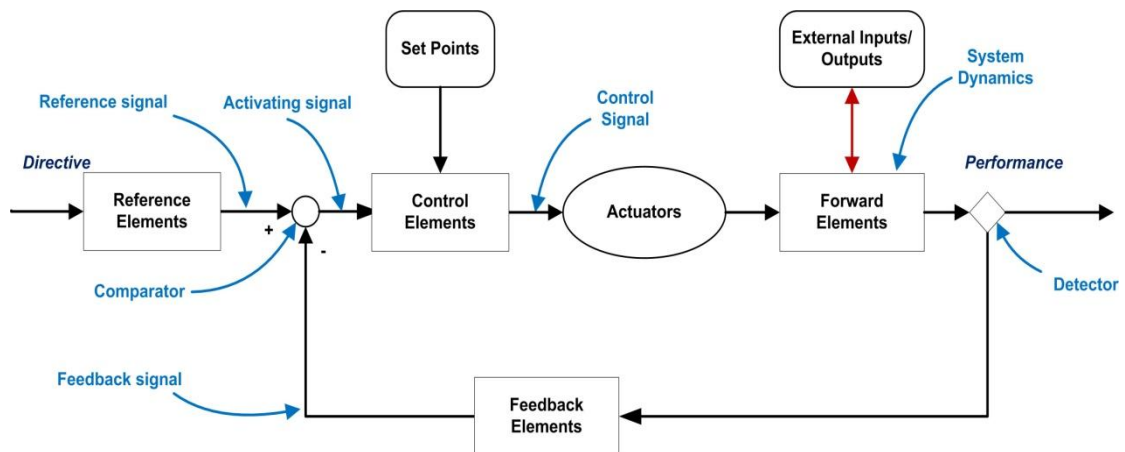 Set Points
External Inputs/
Outputs
System
Dynamics
Reference signal
Activating signal
Control
Signal
Directive
Performance
Reference
Elements
+
-
Control
Elements
Actuators
Forward
Elements
Comparator
Detector
Feedback signal
Feedback
Elements